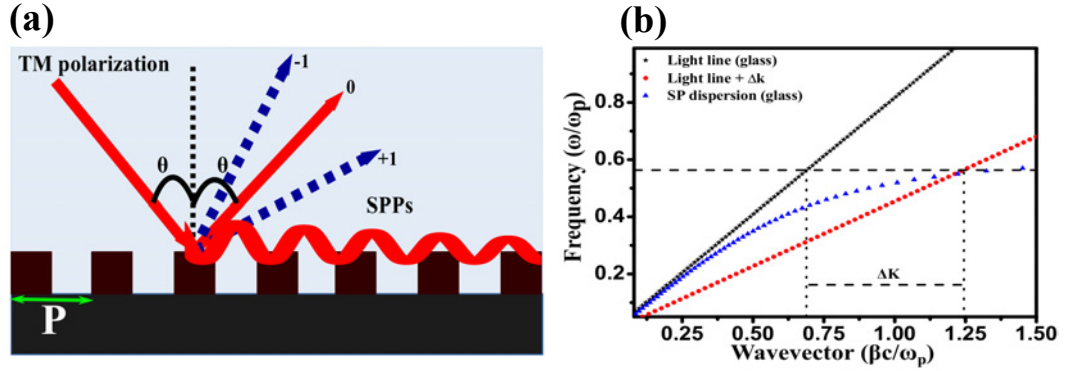 (a)
TM polarization
-1
0
θ
θ
+1
SPPs
P
(b)
Light line (glass)
Light line + Δk
SP dispersion (glass)
0.8
0.6
0.4
0.2
Frequency (ω/ωp)
ΔK
0.25 0.50 0.75 1.00 1.25 1.50
Wavevector (βc/ωp)